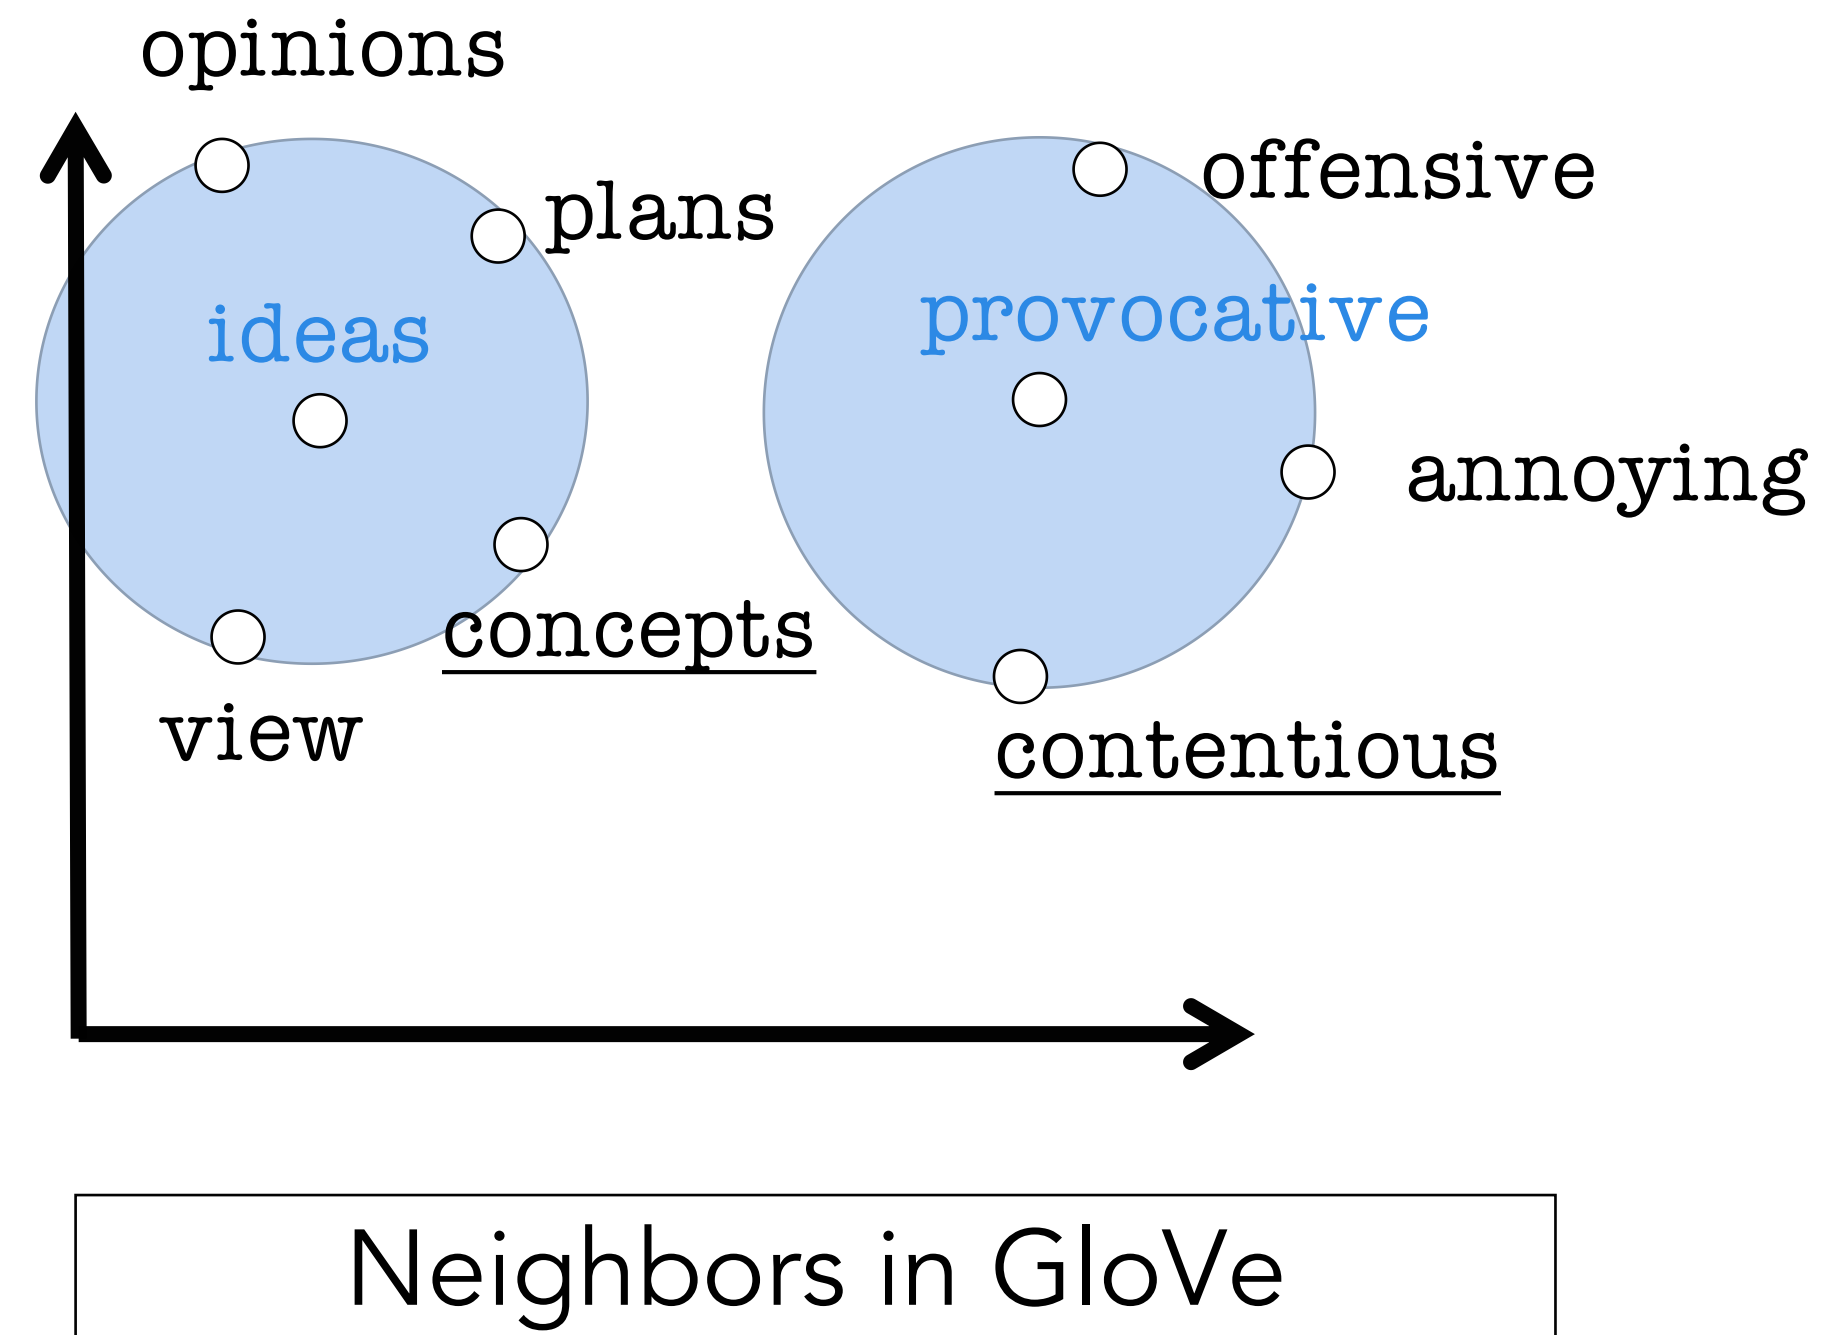 opinions
plans
ideas
concepts
view
offensive
provocative
annoying
contentious
Neighbors in GloVe